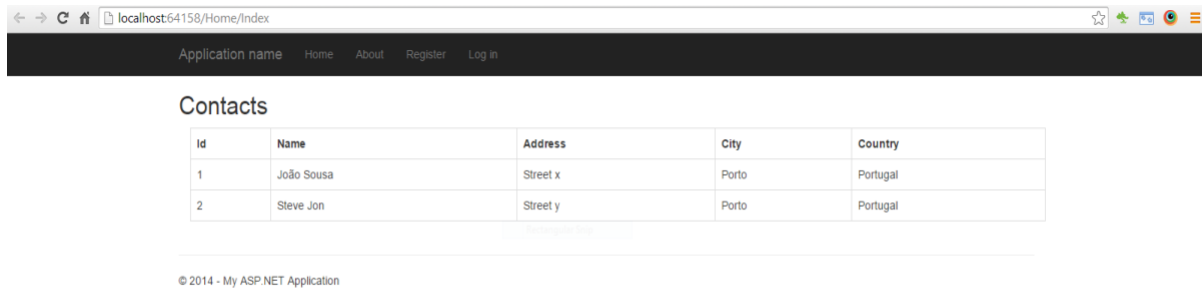 localhost:64158/Home/Index
Application name Home About Register Log in
Contacts
Id Name Address City Country
1 João Sousa Street x Porto Portugal
2 Steve Jon Street y Porto Portugal
© 2014 - My ASP.NET Application